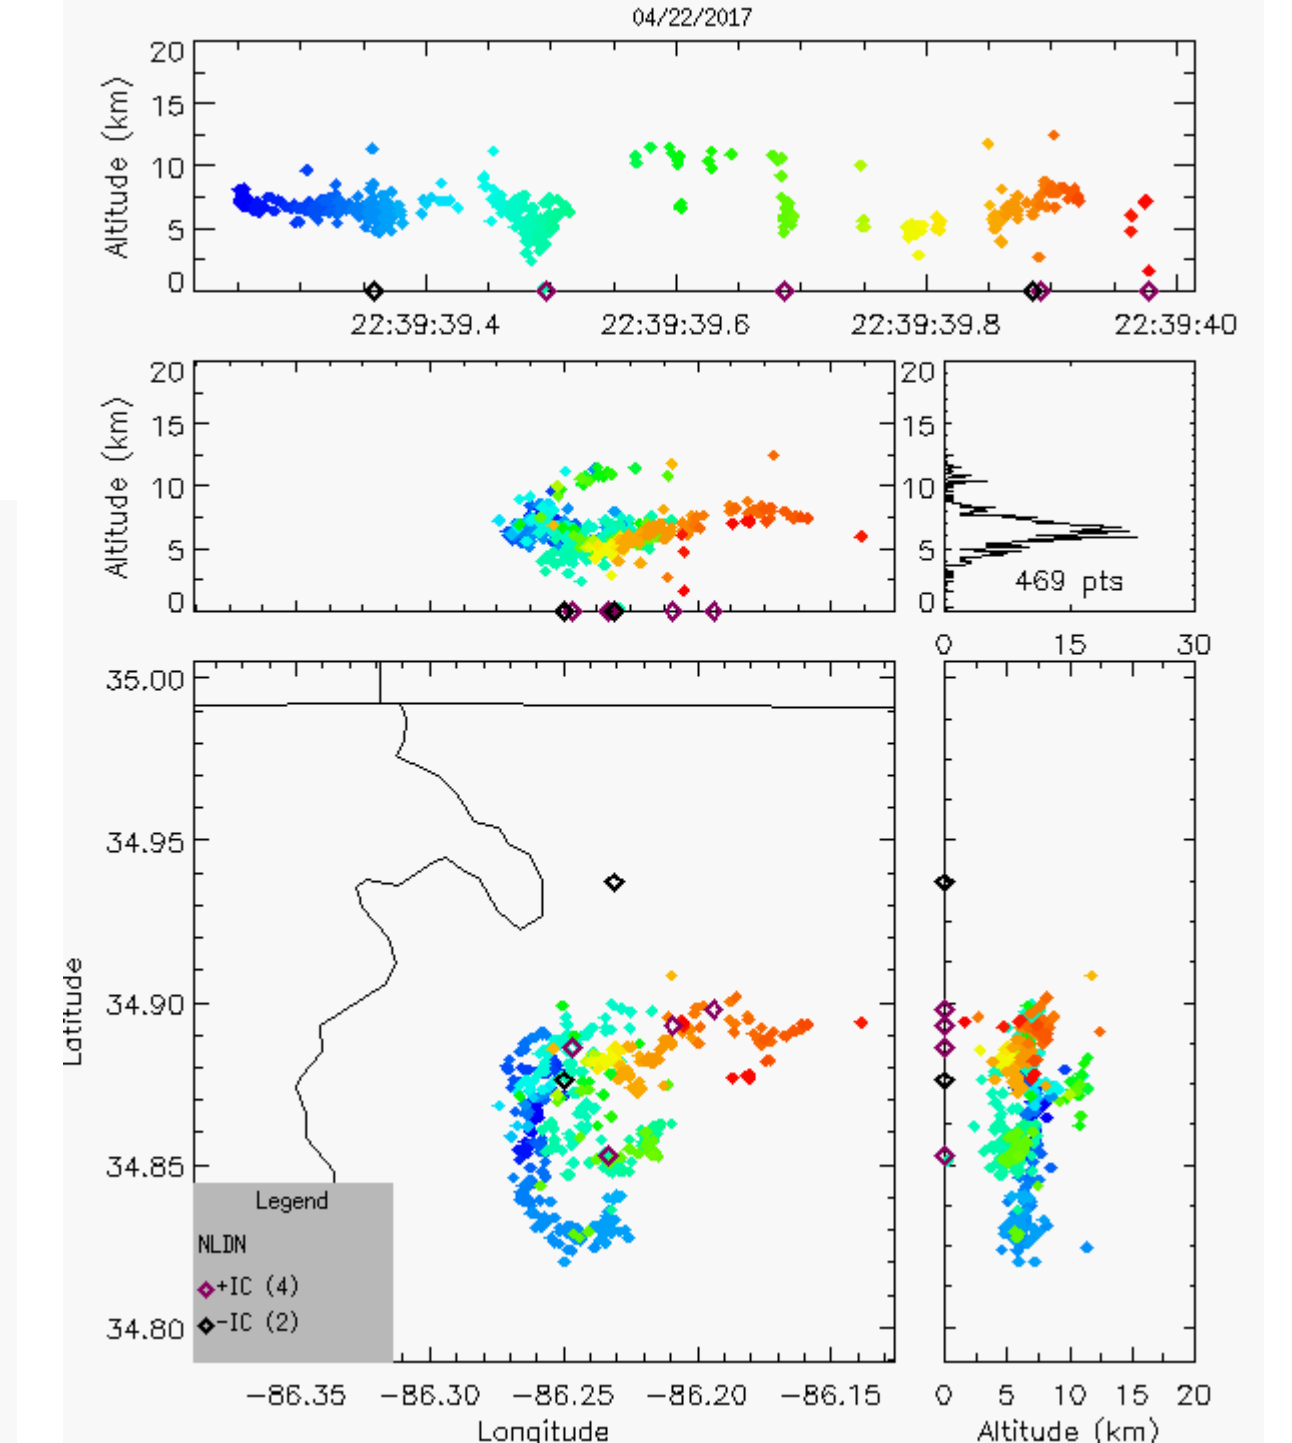 04/22/2017
20
15
10
5
0
Altitude (km)
22:39:39.4 22:39:39.6 22:39:39.8 22:39:40
20
15
10
5
0
Altitude (km)
20
15
10
5
0
469 pts
0 15 30
35.00
34.95
34.90
34.85
34.80
Latitude
Legend
NLDN
+IC (4)
-IC (2)
-86.35 -86.30 -86.25 -86.20 -86.15
Longitude
0 5 10 15 20
Altitude (km)